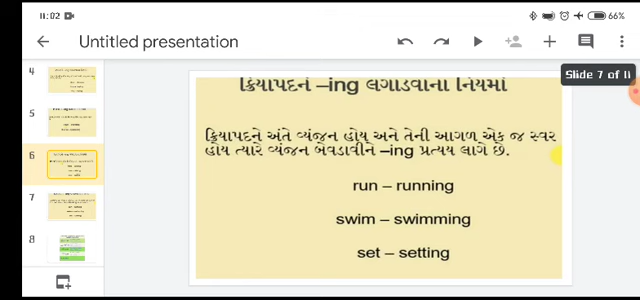 11:02
66%
Untitled presentation
Slide 7 of 11
4
5
6
7
8
ક્રિયાપદને –ing લગાડવાના નિયમો
ક્રિયાપદને અંતે વ્યંજન હોય અને તેની આગળ એક જ સ્વર
હોય ત્યારે વ્યંજન બેવડાવીને –ing પ્રત્યય લાગે છે.
run – running
swim – swimming
set – setting